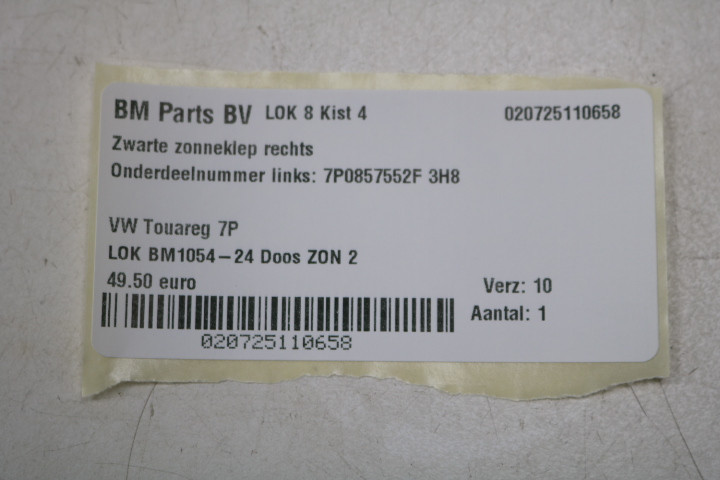 BM Parts BV LOK 8 Kist 4 020725110658
Zwarte zonneklep rechts
Onderdeelnummer links: 7P0857552F 3H8
VW Touareg 7P
LOK BM1054-24 Doos ZON 2
49.50 euro Verz: 10
Aantal: 1
020725110658